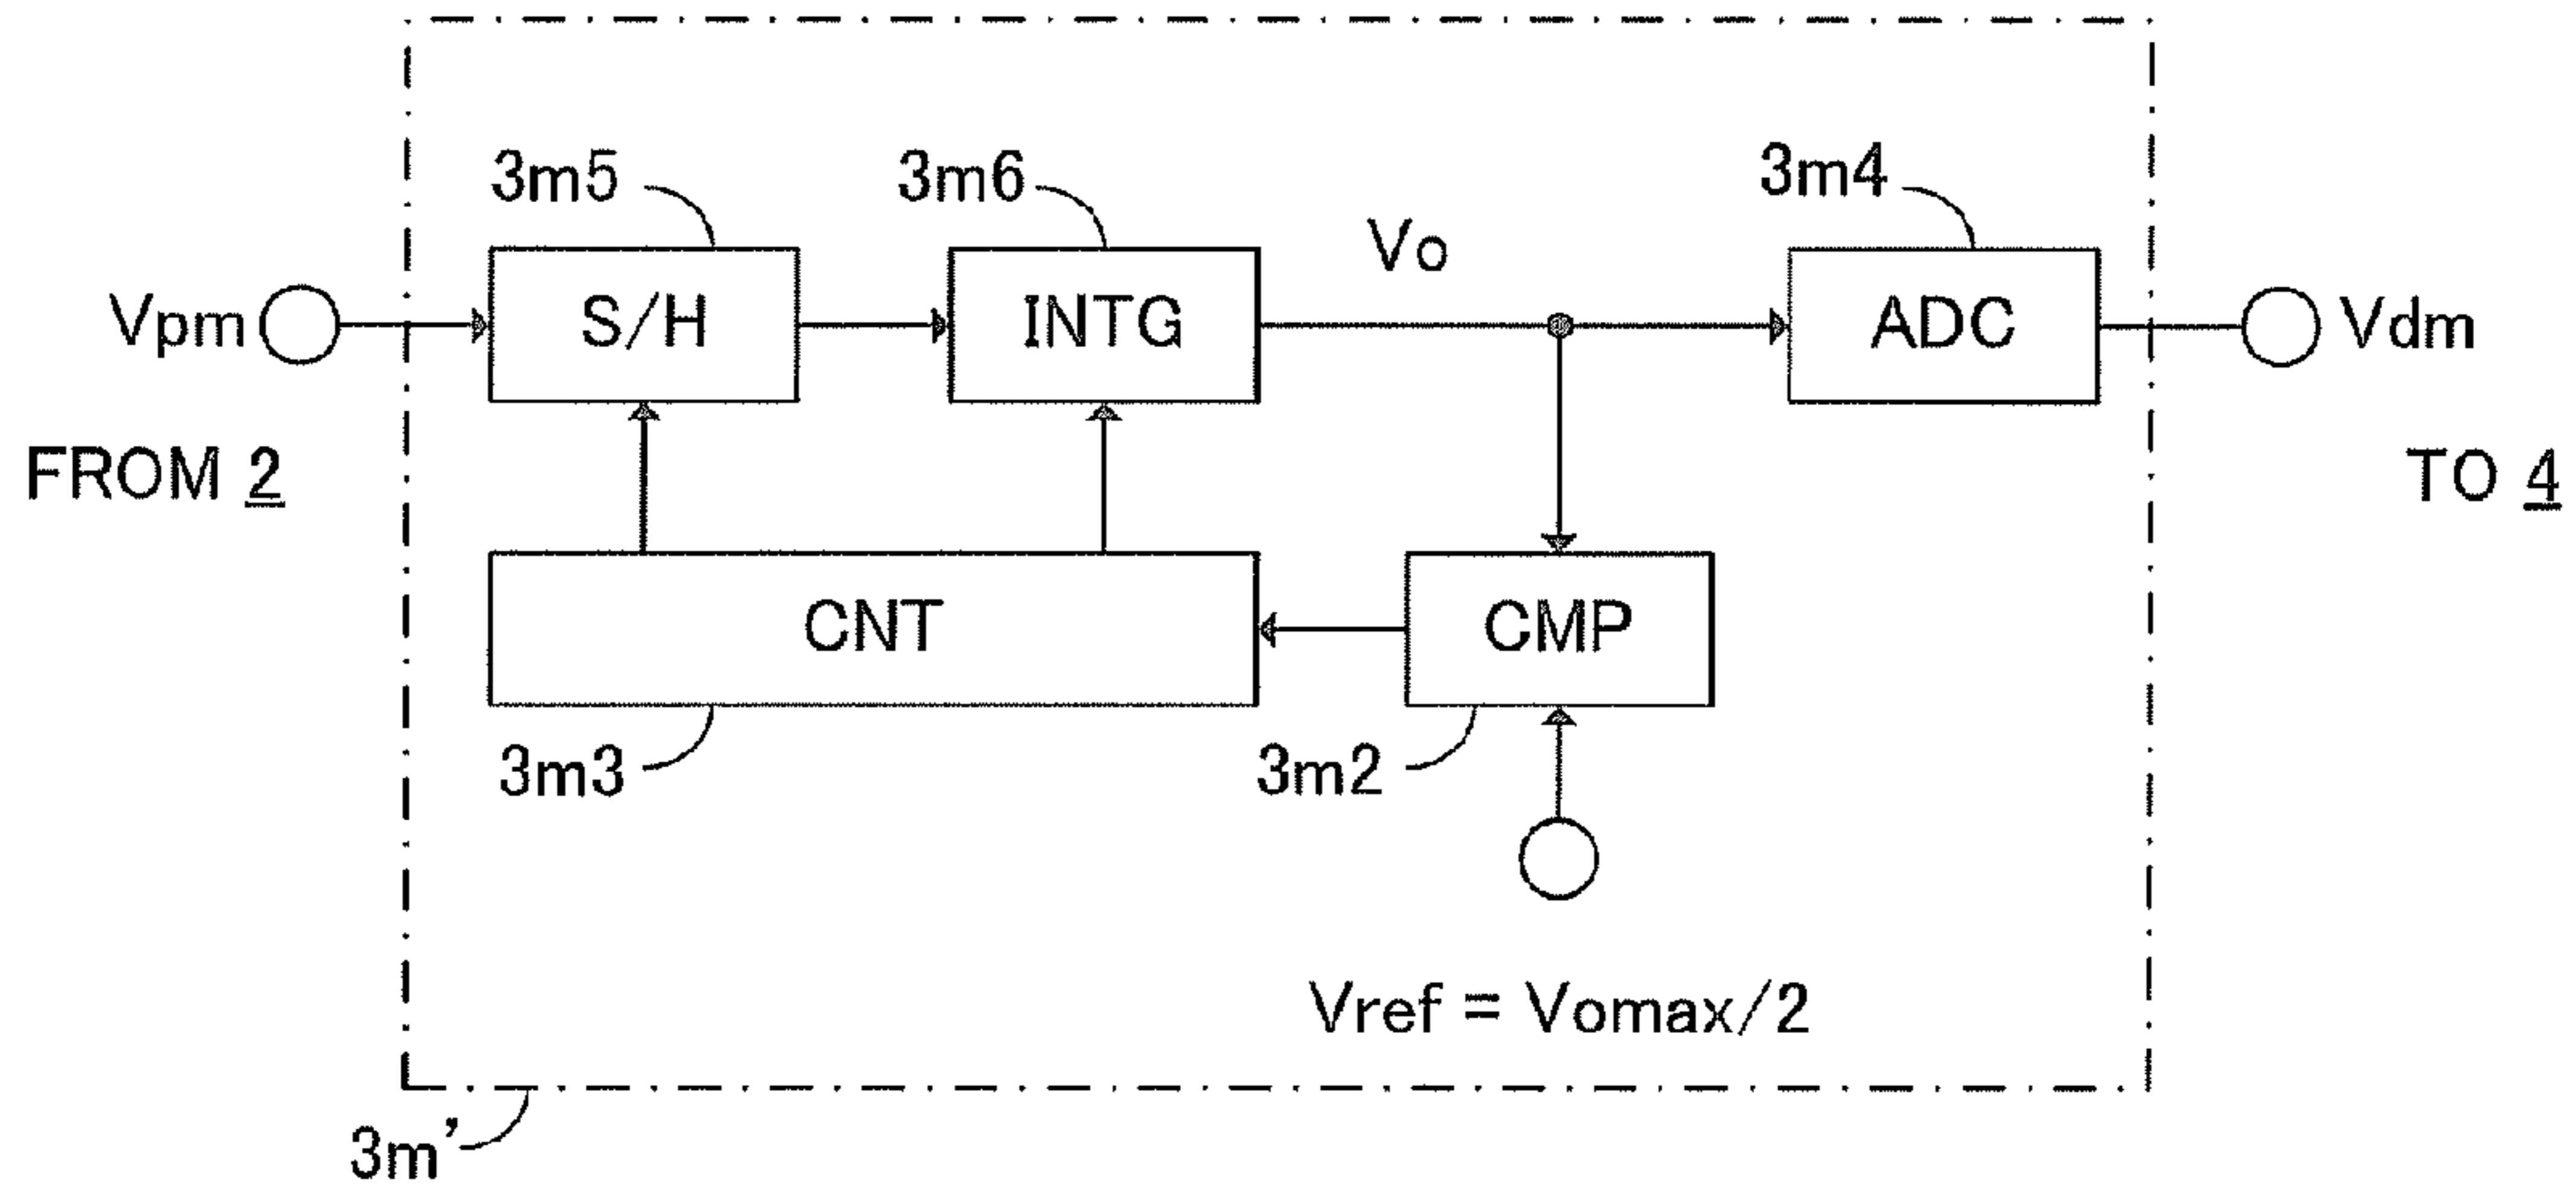 3m5
3m6
3m4
Vo
Vpm
S/H
INTG
ADC
Vdm
FROM 2
TO 4
CNT
CMP
3m3
3m2
Vref = Vomax/2
3m'